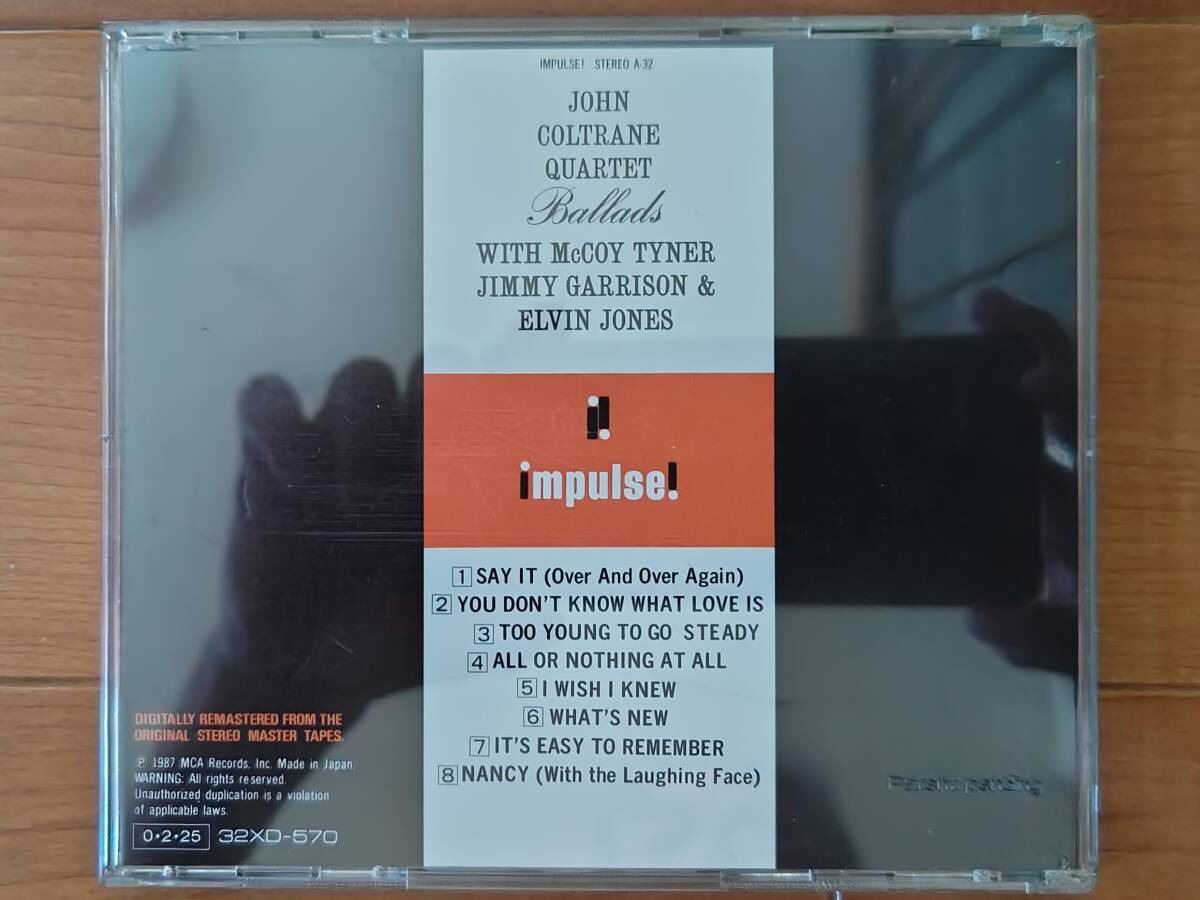 IMPULSE! STEREO A-32
JOHN
COLTRANE
QUARTET
Ballads
WITH McCOY TYNER
JIMMY GARRISON &
ELVIN JONES
i!
impulse!
1 SAY IT (Over And Over Again)
2 YOU DON'T KNOW WHAT LOVE IS
3 TOO YOUNG TO GO STEADY
4 ALL OR NOTHING AT ALL
5 I WISH I KNEW
6 WHAT'S NEW
7 IT'S EASY TO REMEMBER
8 NANCY (With the Laughing Face)
DIGITALLY REMASTERED FROM THE
ORIGINAL STEREO MASTER TAPES.
℗ 1987 MCA Records, Inc. Made in Japan.
WARNING: All rights reserved.
Unauthorized duplication is a violation
of applicable laws.
0・2・25 32XD-570
Patent pending